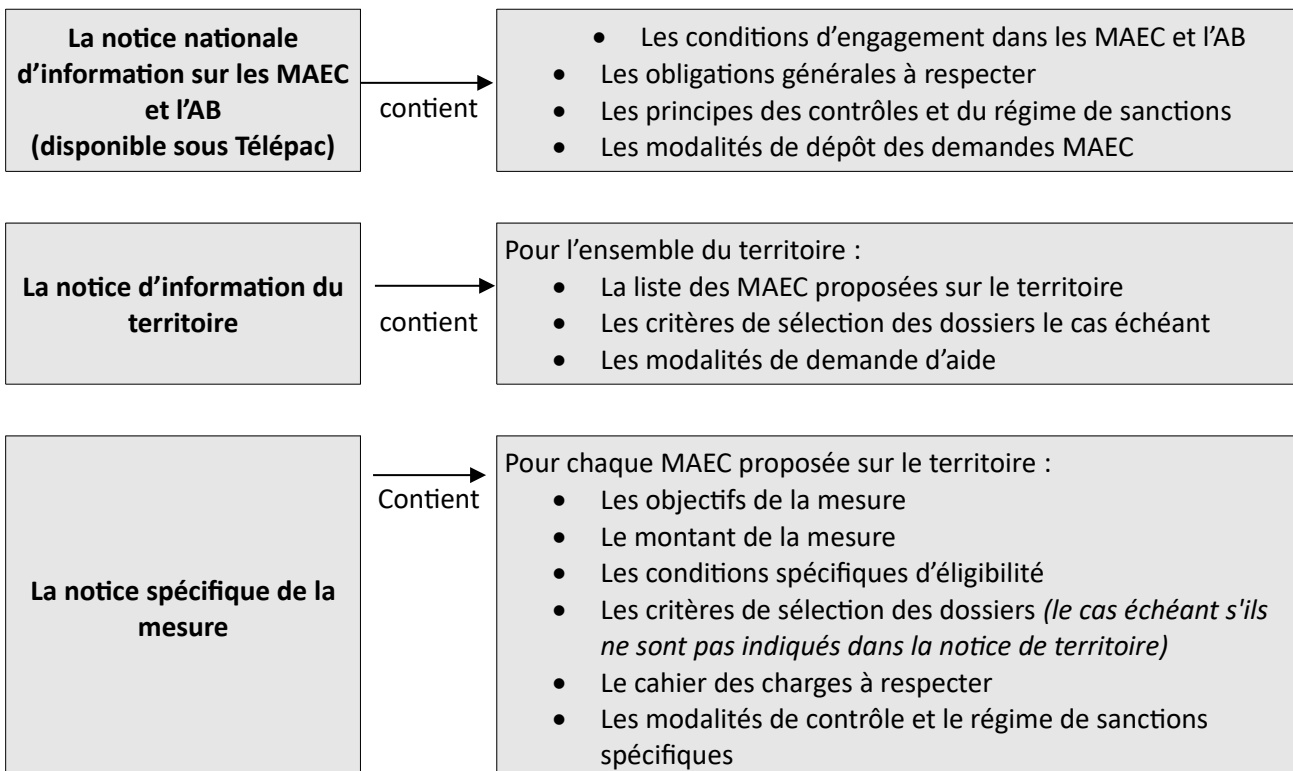 La notice nationale
d'information sur les MAEC
et l'AB
(disponible sous Télépac)
contient
• Les conditions d'engagement dans les MAEC et l'AB
• Les obligations générales à respecter
• Les principes des contrôles et du régime de sanctions
• Les modalités de dépôt des demandes MAEC
La notice d'information du
territoire
contient
Pour l'ensemble du territoire :
• La liste des MAEC proposées sur le territoire
• Les critères de sélection des dossiers le cas échéant
• Les modalités de demande d'aide
La notice spécifique de la
mesure
Contient
Pour chaque MAEC proposée sur le territoire :
• Les objectifs de la mesure
• Le montant de la mesure
• Les conditions spécifiques d'éligibilité
• Les critères de sélection des dossiers (le cas échéant s'ils
ne sont pas indiqués dans la notice de territoire)
• Le cahier des charges à respecter
• Les modalités de contrôle et le régime de sanctions
spécifiques